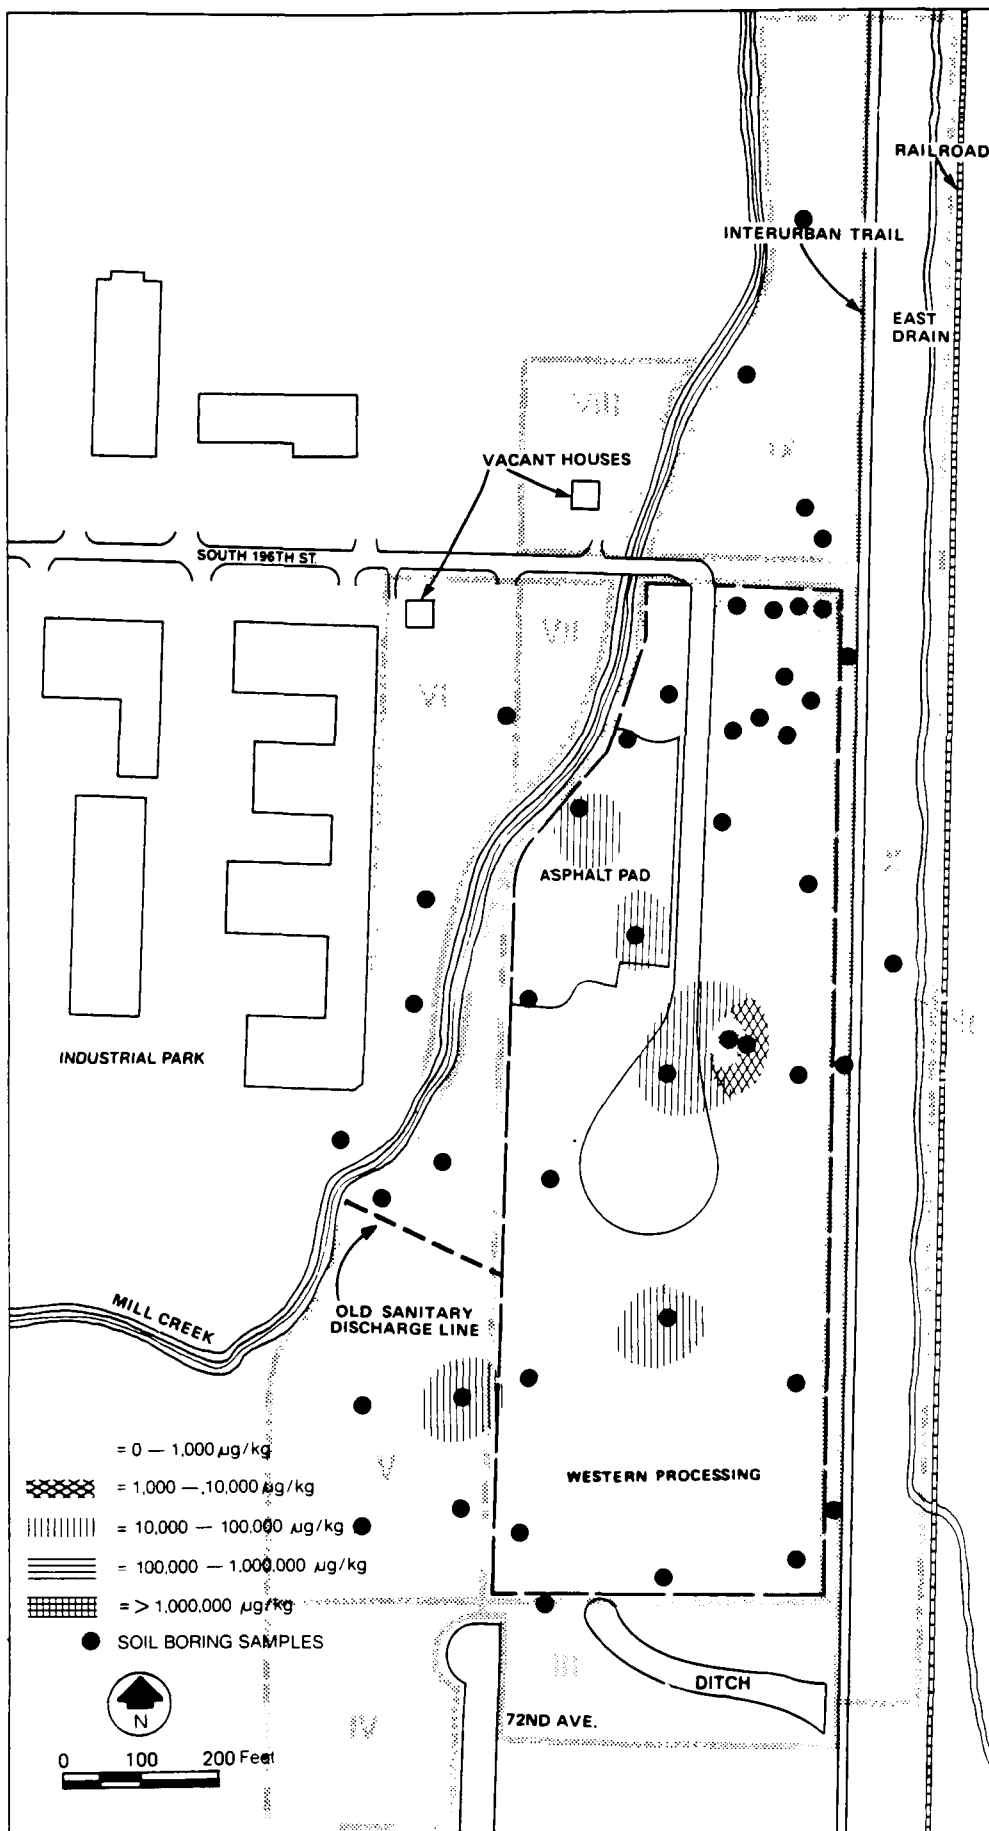 RAILROAD
INTERURBAN TRAIL
EAST
DRAIN
VIII
IX
VACANT HOUSES
SOUTH 196TH ST.
VII
VI
ASPHALT PAD
X
INDUSTRIAL PARK
MILL CREEK
OLD SANITARY
DISCHARGE LINE
= 0 — 1,000 µg/kg
V
= 1,000 — 10,000 µg/kg
WESTERN PROCESSING
= 10,000 — 100,000 µg/kg
= 100,000 — 1,000,000 µg/kg
= > 1,000,000 µg/kg
SOIL BORING SAMPLES
III
DITCH
N
IV
72ND AVE.
0 100 200 Feet